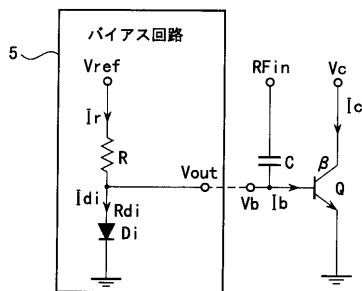 バイアス回路
5
Vref
RFin
Vc
Ir
Ic
R
C
β
Vout
Q
Idi
Rdi
Vb
Ib
Di